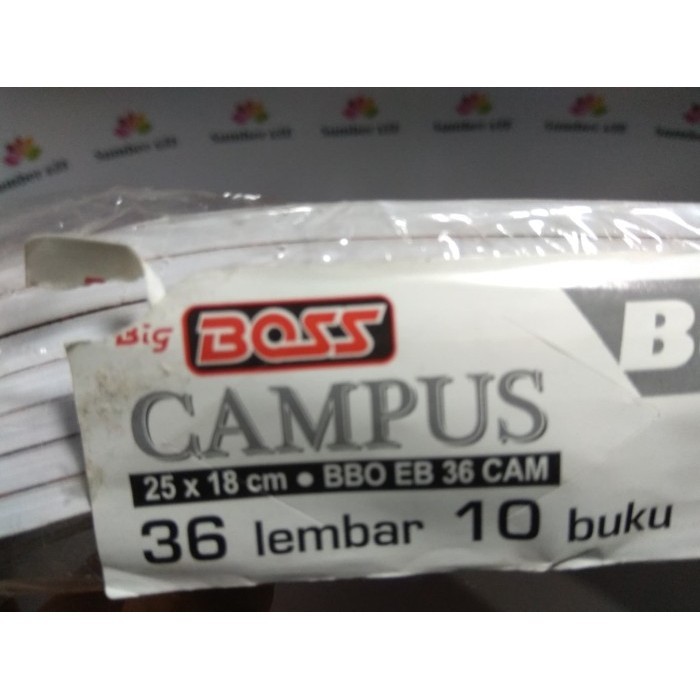 Big BOSS
CAMPUS
25 x 18 cm • BBO EB 36 CAM
36 lembar 10 buku
B